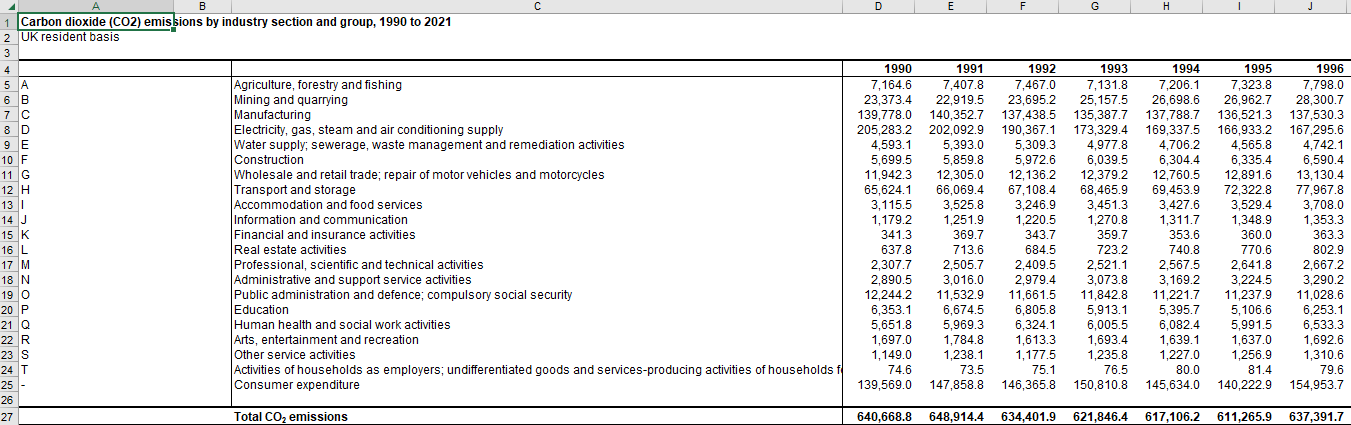 A B C D E F G H I J
1 Carbon dioxide (CO2) emissions by industry section and group, 1990 to 2021
2 UK resident basis
3
4 1990 1991 1992 1993 1994 1995 1996
5 A Agriculture, forestry and fishing 7,164.6 7,407.8 7,467.0 7,131.8 7,206.1 7,323.8 7,798.0
6 B Mining and quarrying 23,373.4 22,919.5 23,695.2 25,157.5 26,698.6 26,962.7 28,300.7
7 C Manufacturing 139,778.0 140,352.7 137,438.5 135,387.7 137,788.7 136,521.3 137,530.3
8 D Electricity, gas, steam and air conditioning supply 205,283.2 202,092.9 190,367.1 173,329.4 169,337.5 166,933.2 167,295.6
9 E Water supply; sewerage, waste management and remediation activities 4,593.1 5,393.0 5,309.3 4,977.8 4,706.2 4,565.8 4,742.1
10 F Construction 5,699.5 5,859.8 5,972.6 6,039.5 6,304.4 6,335.4 6,590.4
11 G Wholesale and retail trade; repair of motor vehicles and motorcycles 11,942.3 12,305.0 12,136.2 12,379.2 12,760.5 12,891.6 13,130.4
12 H Transport and storage 65,624.1 66,069.4 67,108.4 68,465.9 69,453.9 72,322.8 77,967.8
13 I Accommodation and food services 3,115.5 3,525.8 3,246.9 3,451.3 3,427.6 3,529.4 3,708.0
14 J Information and communication 1,179.2 1,251.9 1,220.5 1,270.8 1,311.7 1,348.9 1,353.3
15 K Financial and insurance activities 341.3 369.7 343.7 359.7 353.6 360.0 363.3
16 L Real estate activities 637.8 713.6 684.5 723.2 740.8 770.6 802.9
17 M Professional, scientific and technical activities 2,307.7 2,505.7 2,409.5 2,521.1 2,567.5 2,641.8 2,667.2
18 N Administrative and support service activities 2,890.5 3,016.0 2,979.4 3,073.8 3,169.2 3,224.5 3,290.2
19 O Public administration and defence; compulsory social security 12,244.2 11,532.9 11,661.5 11,842.8 11,221.7 11,237.9 11,028.6
20 P Education 6,353.1 6,674.5 6,805.8 5,913.1 5,395.7 5,106.6 6,253.1
21 Q Human health and social work activities 5,651.8 5,969.3 6,324.1 6,005.5 6,082.4 5,991.5 6,533.3
22 R Arts, entertainment and recreation 1,697.0 1,784.8 1,613.3 1,693.4 1,639.1 1,637.0 1,692.6
23 S Other service activities 1,149.0 1,238.1 1,177.5 1,235.8 1,227.0 1,256.9 1,310.6
24 T Activities of households as employers; undifferentiated goods and services-producing activities of households f 74.6 73.5 75.1 76.5 80.0 81.4 79.6
25 - Consumer expenditure 139,569.0 147,858.8 146,365.8 150,810.8 145,634.0 140,222.9 154,953.7
26
27 Total CO₂ emissions 640,668.8 648,914.4 634,401.9 621,846.4 617,106.2 611,265.9 637,391.7